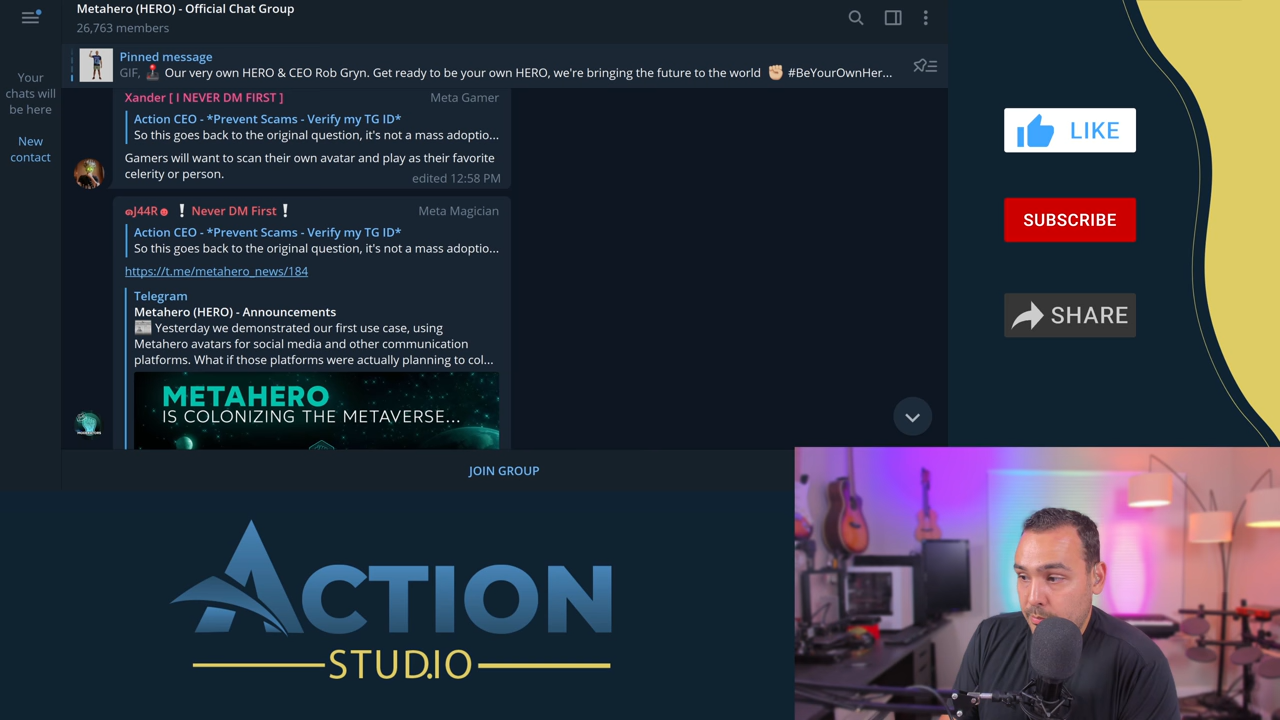 Metahero (HERO) - Official Chat Group
26,763 members
Your
chats will
be here
New
contact
Pinned message
GIF, 🕹️ Our very own HERO & CEO Rob Gryn. Get ready to be your own HERO, we're bringing the future to the world ✊🏼 #BeYourOwnHer...
Xander [ I NEVER DM FIRST ] Meta Gamer
Action CEO - *Prevent Scams - Verify my TG ID*
So this goes back to the original question, it's not a mass adoptio...
Gamers will want to scan their own avatar and play as their favorite
celerity or person.
edited 12:58 PM
ค J44R☻ ❕ Never DM First ❕ Meta Magician
Action CEO - *Prevent Scams - Verify my TG ID*
So this goes back to the original question, it's not a mass adoptio...
https://t.me/metahero_news/184
Telegram
Metahero (HERO) - Announcements
📰 Yesterday we demonstrated our first use case, using
Metahero avatars for social media and other communication
platforms. What if those platforms were actually planning to col...
METAHERO
IS COLONIZING THE METAVERSE...
JOIN GROUP
LIKE
SUBSCRIBE
SHARE
ACTION
STUD.IO